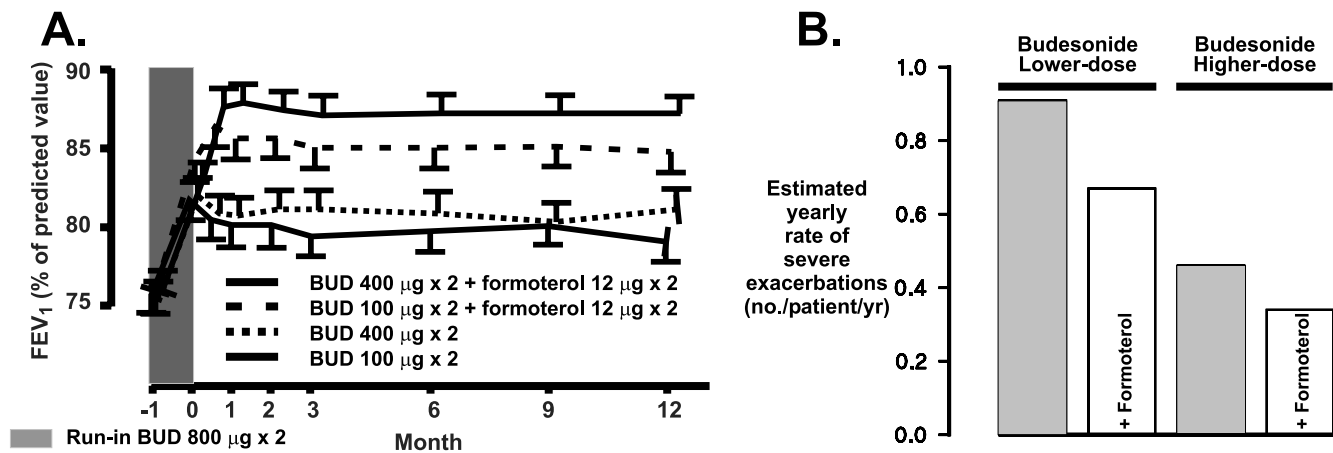 A.
FEV1 (% of predicted value)
90
85
80
75
BUD 400 μg x 2 + formoterol 12 μg x 2
BUD 100 μg x 2 + formoterol 12 μg x 2
BUD 400 μg x 2
BUD 100 μg x 2
-1 0 1 2 3 6 9 12
Month
Run-in BUD 800 μg x 2
B.
Budesonide
Lower-dose
Budesonide
Higher-dose
Estimated
yearly
rate of
severe
exacerbations
(no./patient/yr)
1.0
0.8
0.6
0.4
0.2
0.0
+ Formoterol
+ Formoterol